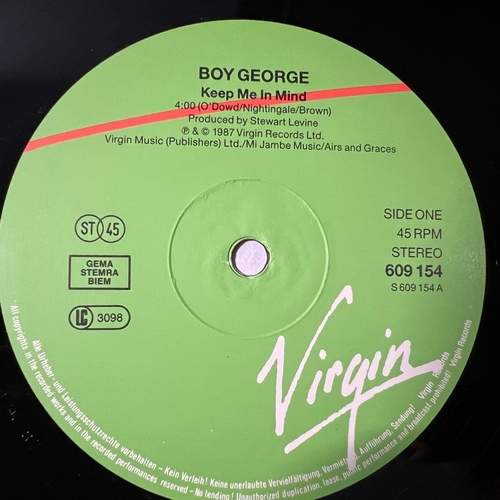 BOY GEORGE
Keep Me In Mind
4:00 (O'Dowd/Nightingale/Brown)
Produced by Stewart Levine
℗ & © 1987 Virgin Records Ltd.
Virgin Music (Publishers) Ltd./Mi Jambe Music/Airs and Graces
ST 45
GEMA
STEMRA
BIEM
LC 3098
SIDE ONE
45 RPM
STEREO
609 154
S 609 154 A
Virgin
Alle Urheber- und Leistungsschutzrechte vorbehalten – Kein Verleih! Keine unerlaubte Vervielfältigung, Vermietung, Aufführung, Sendung! Virgin Records
All copyrights in the recorded works and in the recorded performances reserved – No lending! Unauthorized duplication, lease, public performance and broadcast prohibited! Virgin Records